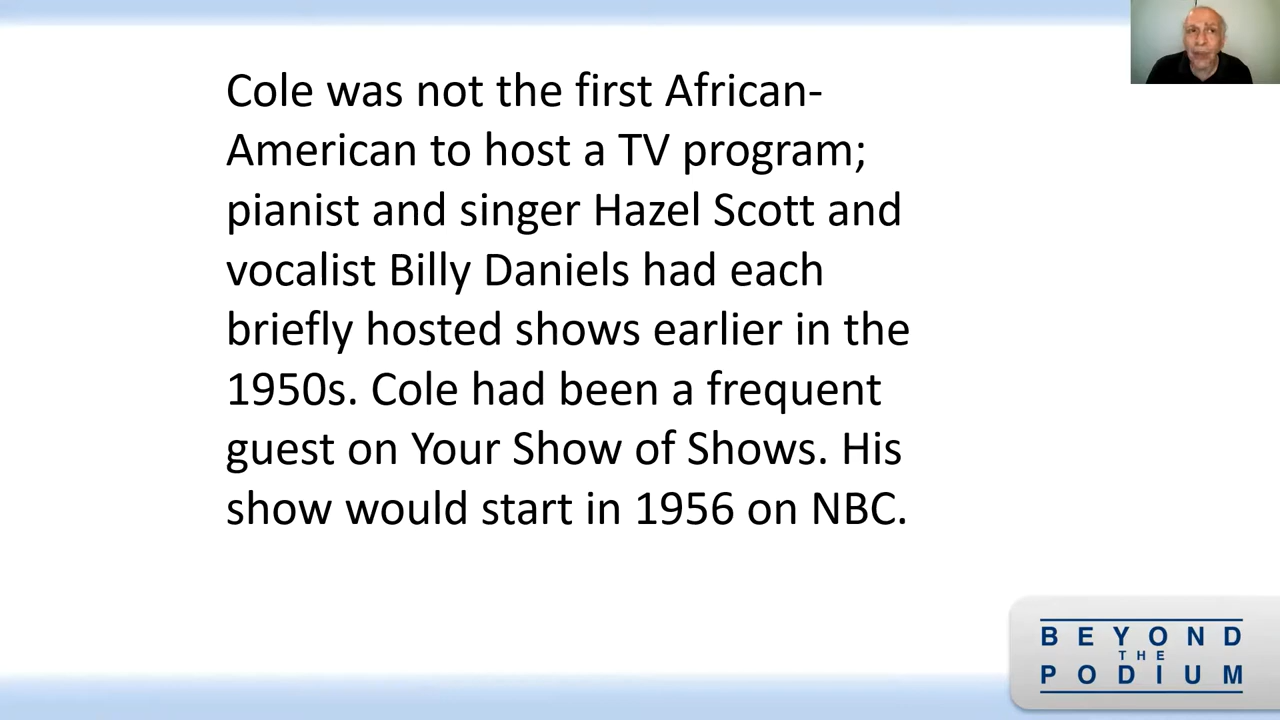 Cole was not the first African-
American to host a TV program;
pianist and singer Hazel Scott and
vocalist Billy Daniels had each
briefly hosted shows earlier in the
1950s. Cole had been a frequent
guest on Your Show of Shows. His
show would start in 1956 on NBC.
BEYOND
THE
PODIUM